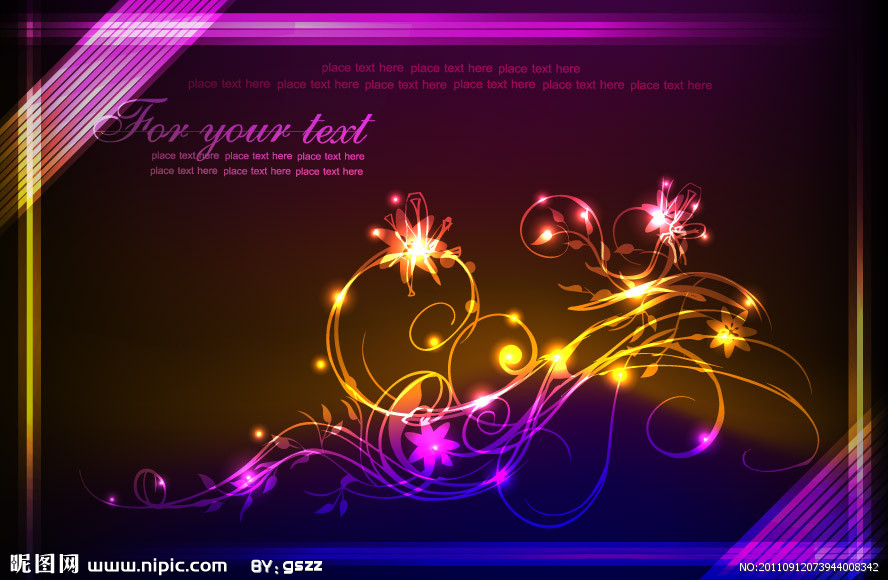 place text here place text here place text here
place text here place text here place text here place text here place text here place text here
For your text
place text here place text here place text here
place text here place text here place text here
昵图网 www.nipic.com BY:gszz
NO:20110912073944008342